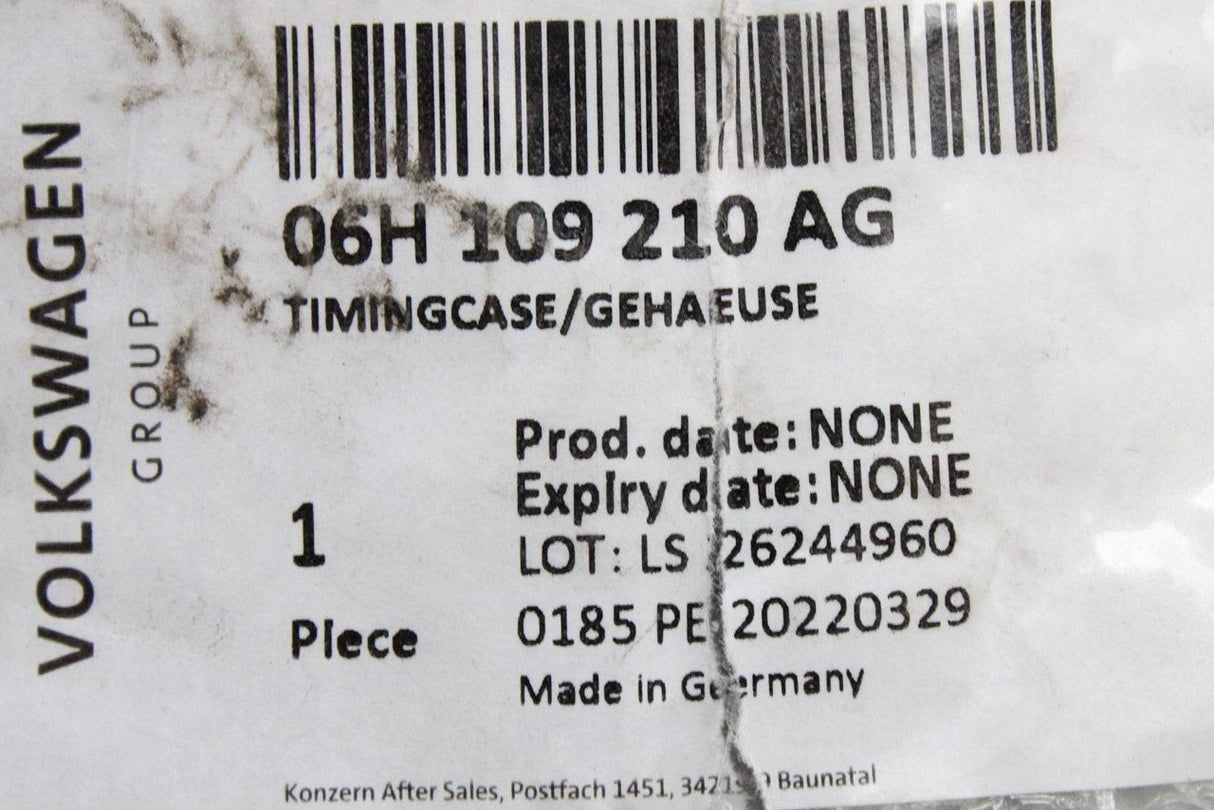 VOLKSWAGEN
GROUP
06H 109 210 AG
TIMINGCASE/GEHAEUSE
Prod. date: NONE
Expiry date: NONE
1
LOT: LS 26244960
0185 PE 20220329
Piece
Made in Germany
Konzern After Sales, Postfach 1451, Baunatal